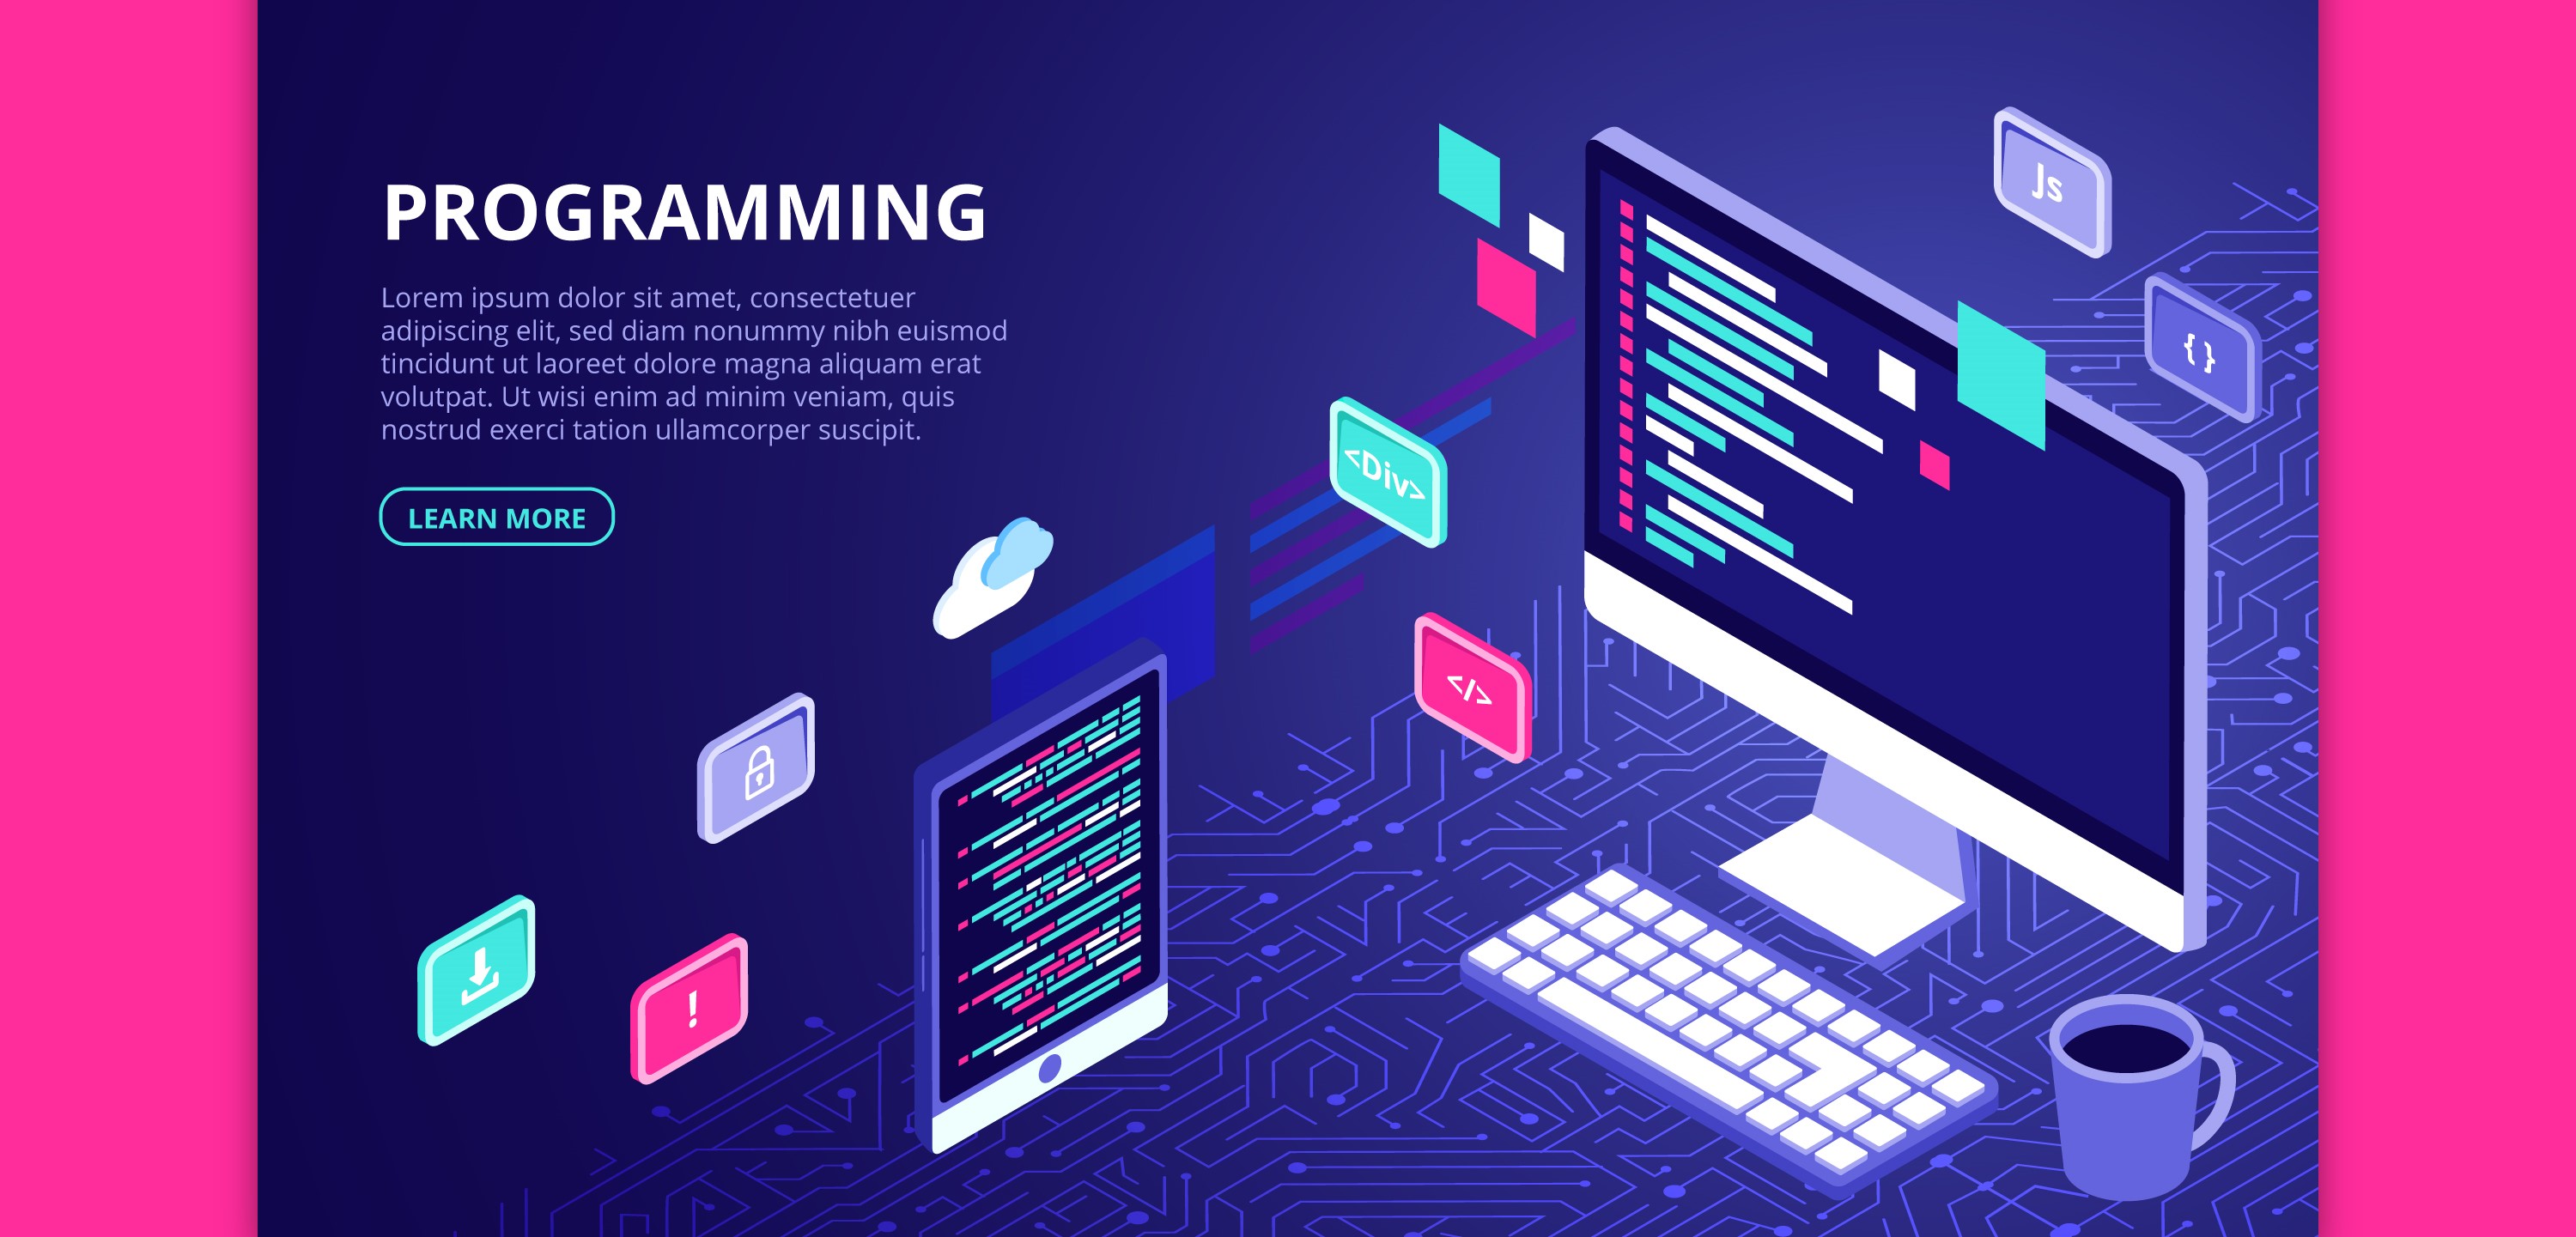 PROGRAMMING
Lorem ipsum dolor sit amet, consectetuer
adipiscing elit, sed diam nonummy nibh euismod
tincidunt ut laoreet dolore magna aliquam erat
volutpat. Ut wisi enim ad minim veniam, quis
nostrud exerci tation ullamcorper suscipit.
LEARN MORE
Js
{ }
<Div>
</>
!